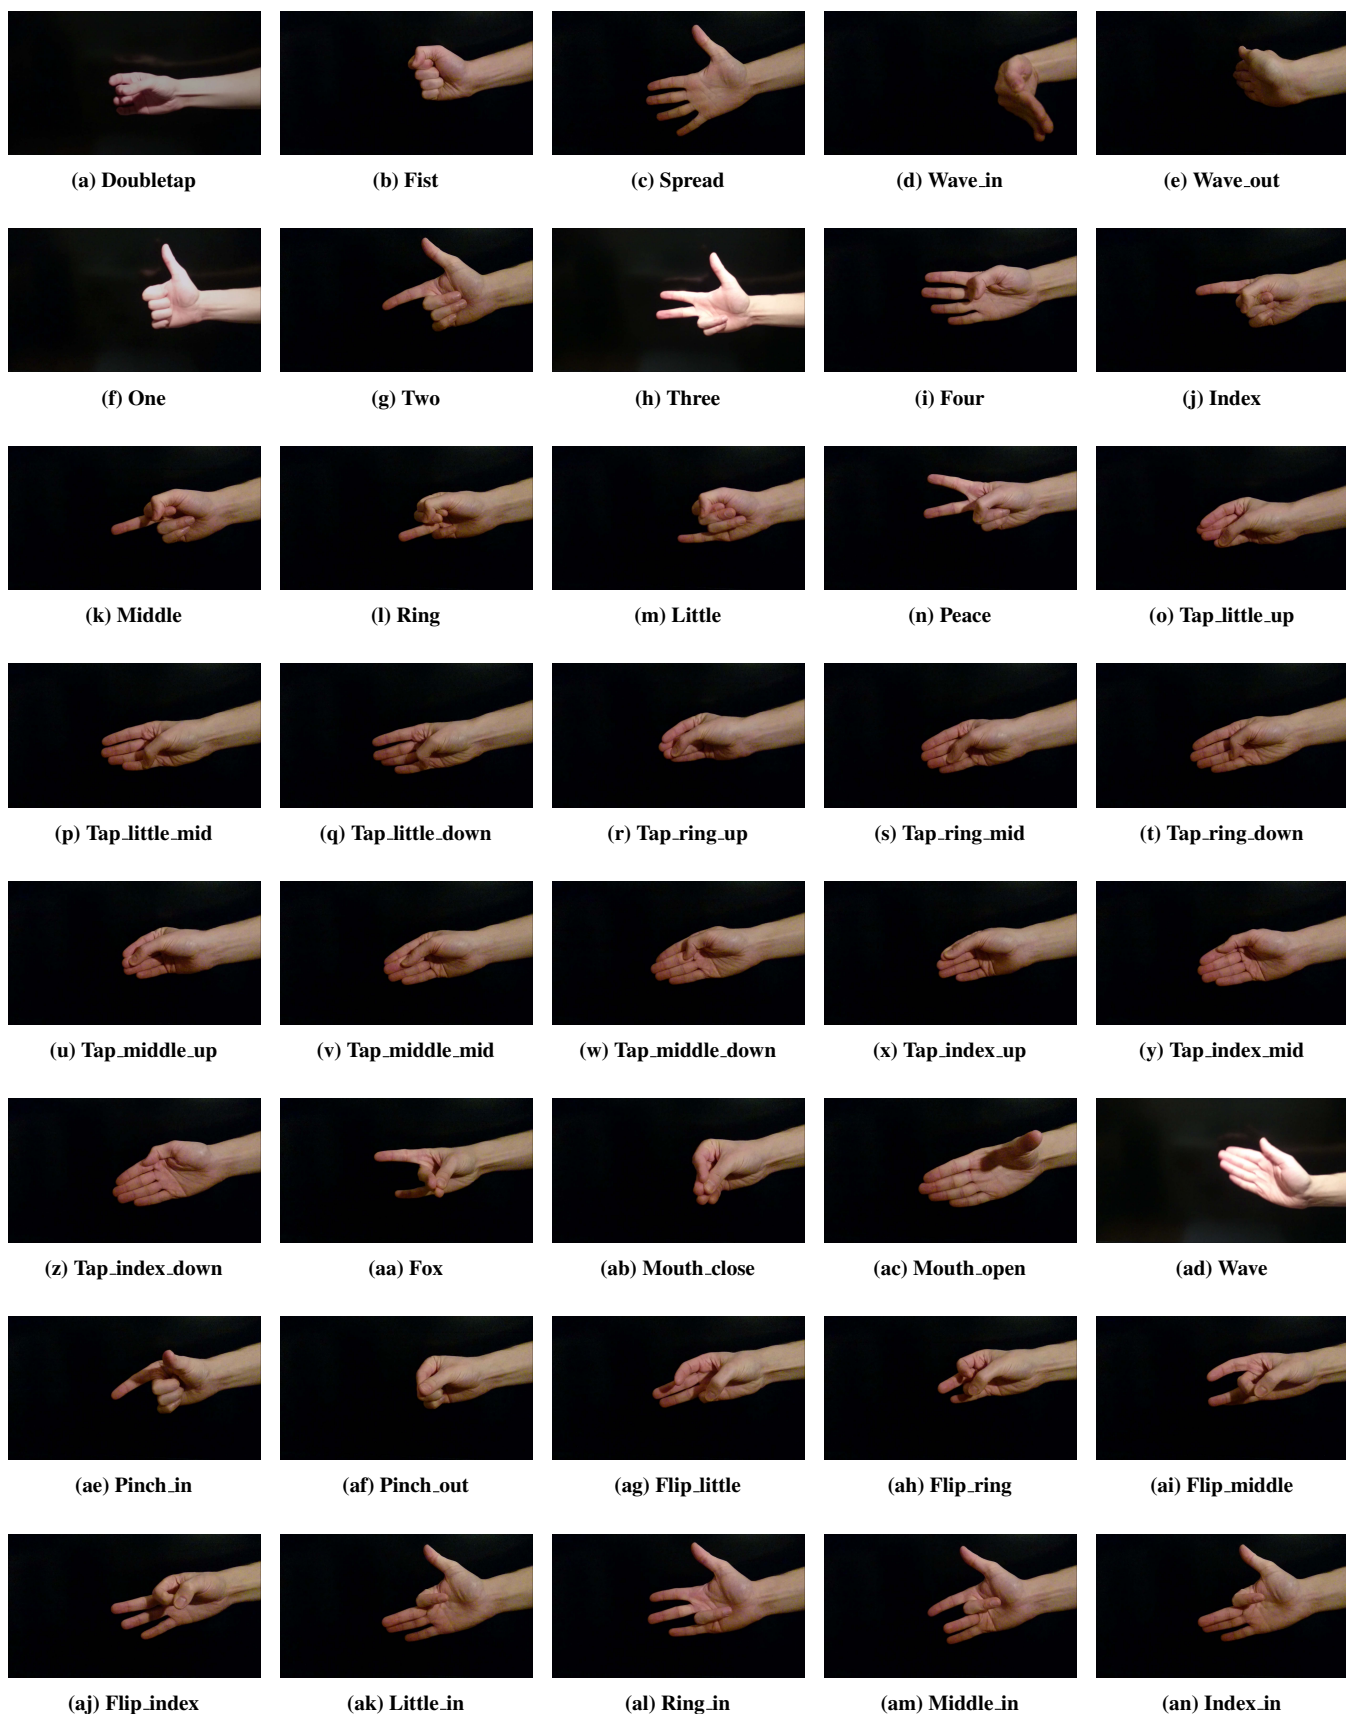 (a) Doubletap
(b) Fist
(c) Spread
(d) Wave_in
(e) Wave_out
(f) One
(g) Two
(h) Three
(i) Four
(j) Index
(k) Middle
(l) Ring
(m) Little
(n) Peace
(o) Tap_little_up
(p) Tap_little_mid
(q) Tap_little_down
(r) Tap_ring_up
(s) Tap_ring_mid
(t) Tap_ring_down
(u) Tap_middle_up
(v) Tap_middle_mid
(w) Tap_middle_down
(x) Tap_index_up
(y) Tap_index_mid
(z) Tap_index_down
(aa) Fox
(ab) Mouth_close
(ac) Mouth_open
(ad) Wave
(ae) Pinch_in
(af) Pinch_out
(ag) Flip_little
(ah) Flip_ring
(ai) Flip_middle
(aj) Flip_index
(ak) Little_in
(al) Ring_in
(am) Middle_in
(an) Index_in